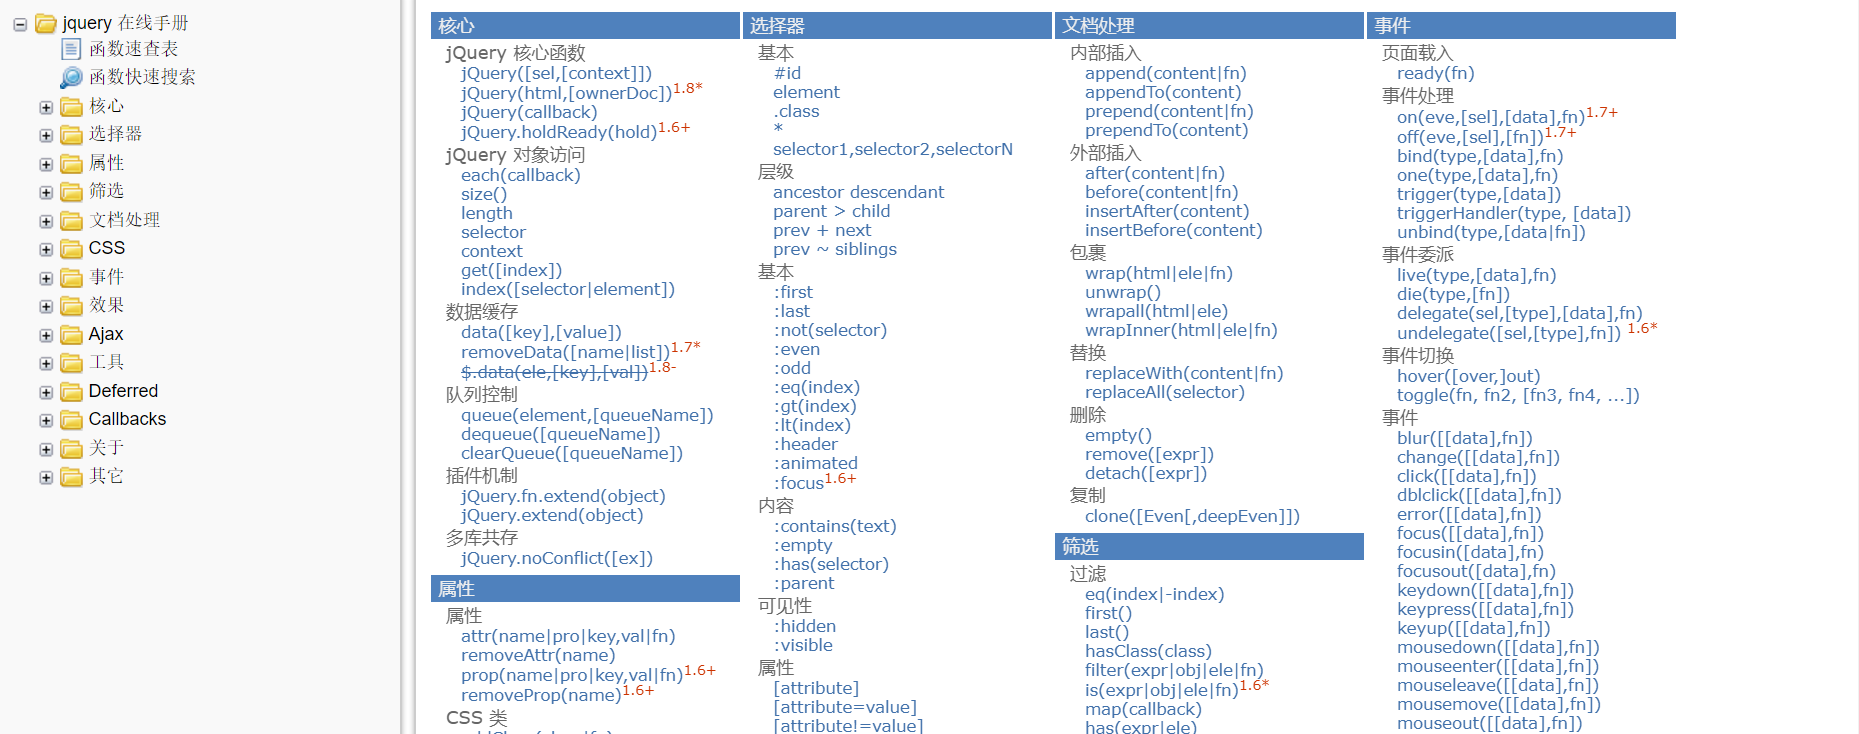 jquery 在线手册
函数速查表
函数快速搜索
核心
选择器
属性
筛选
文档处理
CSS
事件
效果
Ajax
工具
Deferred
Callbacks
关于
其它
核心
jQuery 核心函数
jQuery([sel,[context]])
jQuery(html,[ownerDoc])1.8*
jQuery(callback)
jQuery.holdReady(hold)1.6+
jQuery 对象访问
each(callback)
size()
length
selector
context
get([index])
index([selector|element])
数据缓存
data([key],[value])
removeData([name|list])1.7*
$.data(ele,[key],[val])1.8-
队列控制
queue(element,[queueName])
dequeue([queueName])
clearQueue([queueName])
插件机制
jQuery.fn.extend(object)
jQuery.extend(object)
多库共存
jQuery.noConflict([ex])
属性
属性
attr(name|pro|key,val|fn)
removeAttr(name)
prop(name|pro|key,val|fn)1.6+
removeProp(name)1.6+
CSS 类
选择器
基本
#id
element
.class
*
selector1,selector2,selectorN
层级
ancestor descendant
parent > child
prev + next
prev ~ siblings
基本
:first
:last
:not(selector)
:even
:odd
:eq(index)
:gt(index)
:lt(index)
:header
:animated
:focus1.6+
内容
:contains(text)
:empty
:has(selector)
:parent
可见性
:hidden
:visible
属性
[attribute]
[attribute=value]
[attribute!=value]
文档处理
内部插入
append(content|fn)
appendTo(content)
prepend(content|fn)
prependTo(content)
外部插入
after(content|fn)
before(content|fn)
insertAfter(content)
insertBefore(content)
包裹
wrap(html|ele|fn)
unwrap()
wrapall(html|ele)
wrapInner(html|ele|fn)
替换
replaceWith(content|fn)
replaceAll(selector)
删除
empty()
remove([expr])
detach([expr])
复制
clone([Even[,deepEven]])
筛选
过滤
eq(index|-index)
first()
last()
hasClass(class)
filter(expr|obj|ele|fn)
is(expr|obj|ele|fn)1.6*
map(callback)
has(expr|ele)
事件
页面载入
ready(fn)
事件处理
on(eve,[sel],[data],fn)1.7+
off(eve,[sel],[fn])1.7+
bind(type,[data],fn)
one(type,[data],fn)
trigger(type,[data])
triggerHandler(type, [data])
unbind(type,[data|fn])
事件委派
live(type,[data],fn)
die(type,[fn])
delegate(sel,[type],[data],fn)
undelegate([sel,[type],fn]) 1.6*
事件切换
hover([over,]out)
toggle(fn, fn2, [fn3, fn4, ...])
事件
blur([[data],fn])
change([[data],fn])
click([[data],fn])
dblclick([[data],fn])
error([[data],fn])
focus([[data],fn])
focusin([data],fn)
focusout([data],fn)
keydown([[data],fn])
keypress([[data],fn])
keyup([[data],fn])
mousedown([[data],fn])
mouseenter([[data],fn])
mouseleave([[data],fn])
mousemove([[data],fn])
mouseout([[data],fn])